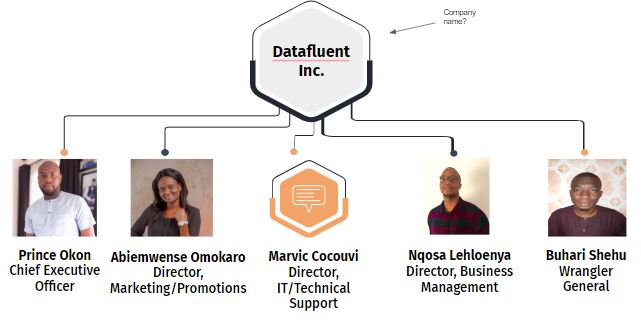 Company
name?
Datafluent
Inc.
Prince Okon
Chief Executive
Officer
Abiemwense Omokaro
Director,
Marketing/Promotions
Marvic Cocouvi
Director,
IT/Technical
Support
Nqosa Lehloenya
Director, Business
Management
Buhari Shehu
Wrangler
General